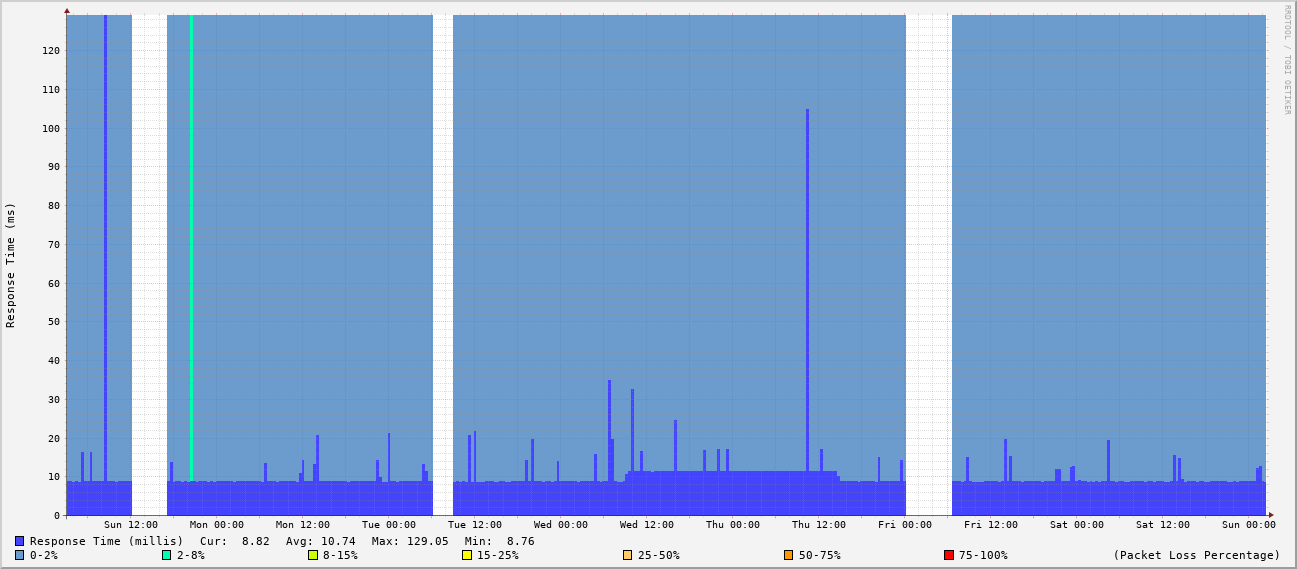 RRDTOOL / TOBI OETIKER
Response Time (ms)
120
110
100
90
80
70
60
50
40
30
20
10
0
Sun 12:00 Mon 00:00 Mon 12:00 Tue 00:00 Tue 12:00 Wed 00:00 Wed 12:00 Thu 00:00 Thu 12:00 Fri 00:00 Fri 12:00 Sat 00:00 Sat 12:00 Sun 00:00
Response Time (millis) Cur: 8.82 Avg: 10.74 Max: 129.05 Min: 8.76
0-2% 2-8% 8-15% 15-25% 25-50% 50-75% 75-100% (Packet Loss Percentage)